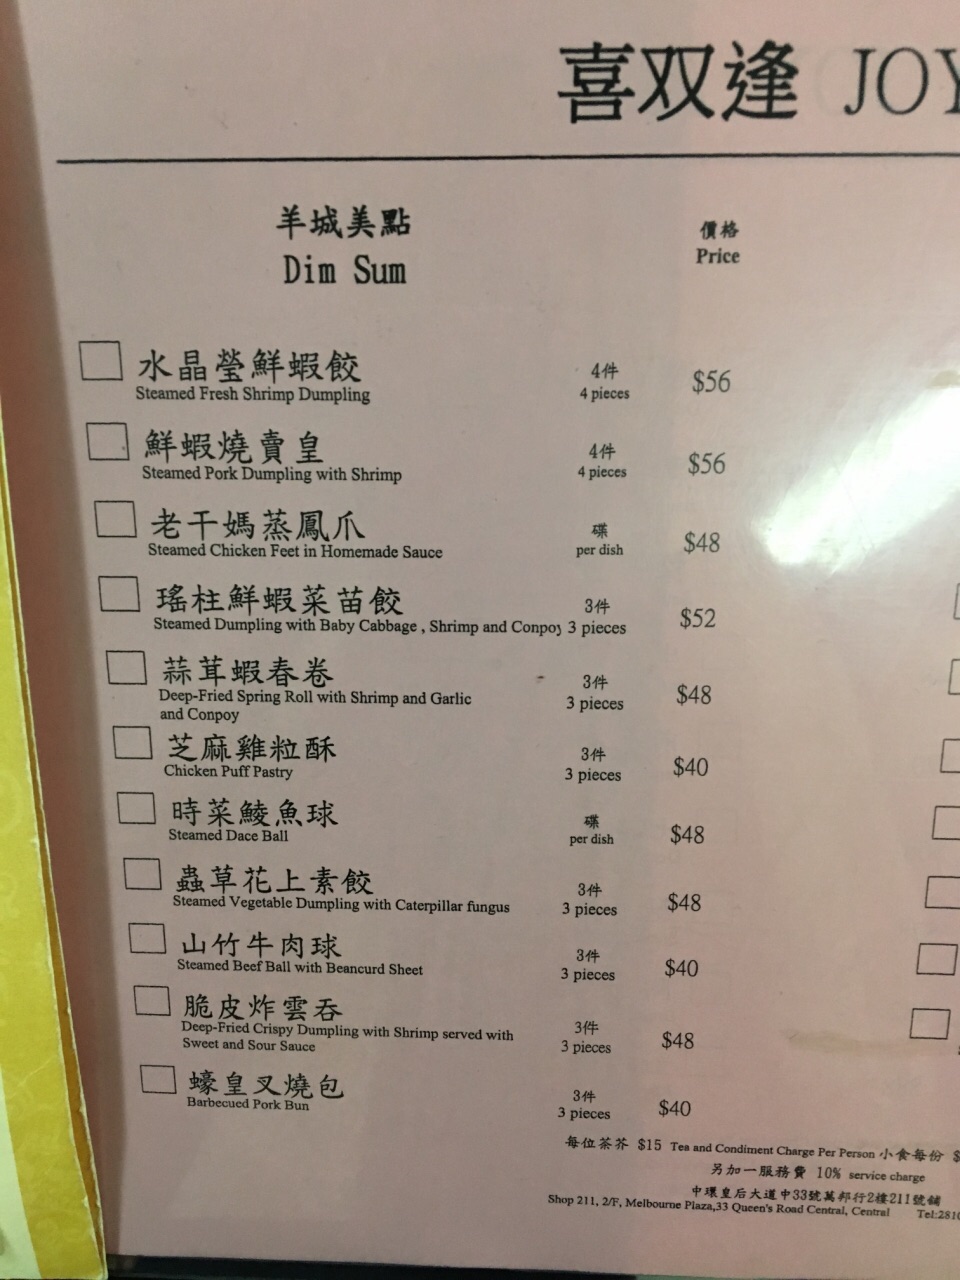 喜双逢 JOY
羊城美點
Dim Sum
價格
Price
水晶瑩鮮蝦餃 4件 $56
Steamed Fresh Shrimp Dumpling 4 pieces
鮮蝦燒賣皇 4件 $56
Steamed Pork Dumpling with Shrimp 4 pieces
老干媽蒸鳳爪 碟 $48
Steamed Chicken Feet in Homemade Sauce per dish
瑤柱鮮蝦菜苗餃 3件 $52
Steamed Dumpling with Baby Cabbage , Shrimp and Conpoy 3 pieces
蒜茸蝦春卷 3件 $48
Deep-Fried Spring Roll with Shrimp and Garlic 3 pieces
and Conpoy
芝麻雞粒酥 3件 $40
Chicken Puff Pastry 3 pieces
時菜鯪魚球 碟 $48
Steamed Dace Ball per dish
蟲草花上素餃 3件 $48
Steamed Vegetable Dumpling with Caterpillar fungus 3 pieces
山竹牛肉球 3件 $40
Steamed Beef Ball with Beancurd Sheet 3 pieces
脆皮炸雲吞 3件 $48
Deep-Fried Crispy Dumpling with Shrimp served with 3 pieces
Sweet and Sour Sauce
蠔皇叉燒包 3件 $40
Barbecued Pork Bun 3 pieces
每位茶芥 $15 Tea and Condiment Charge Per Person 小食每份 $
另加一服務費 10% service charge
中環皇后大道中33號萬邦行2樓211號舖
Shop 211, 2/F, Melbourne Plaza,33 Queen's Road Central, Central Tel:2810